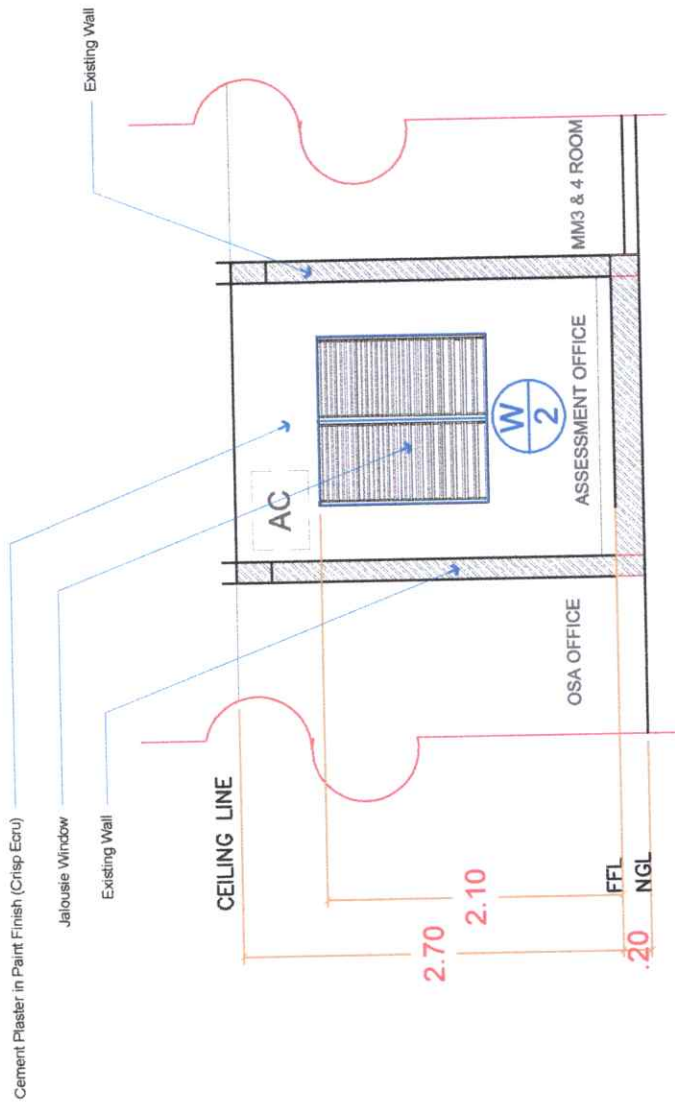 Cement Plaster in Paint Finish (Crisp Ecru)
Jalousie Window
Existing Wall
Existing Wall
CEILING LINE
AC
W
2
2.70
2.10
OSA OFFICE
ASSESSMENT OFFICE
MM3 & 4 ROOM
FFL
.20
NGL